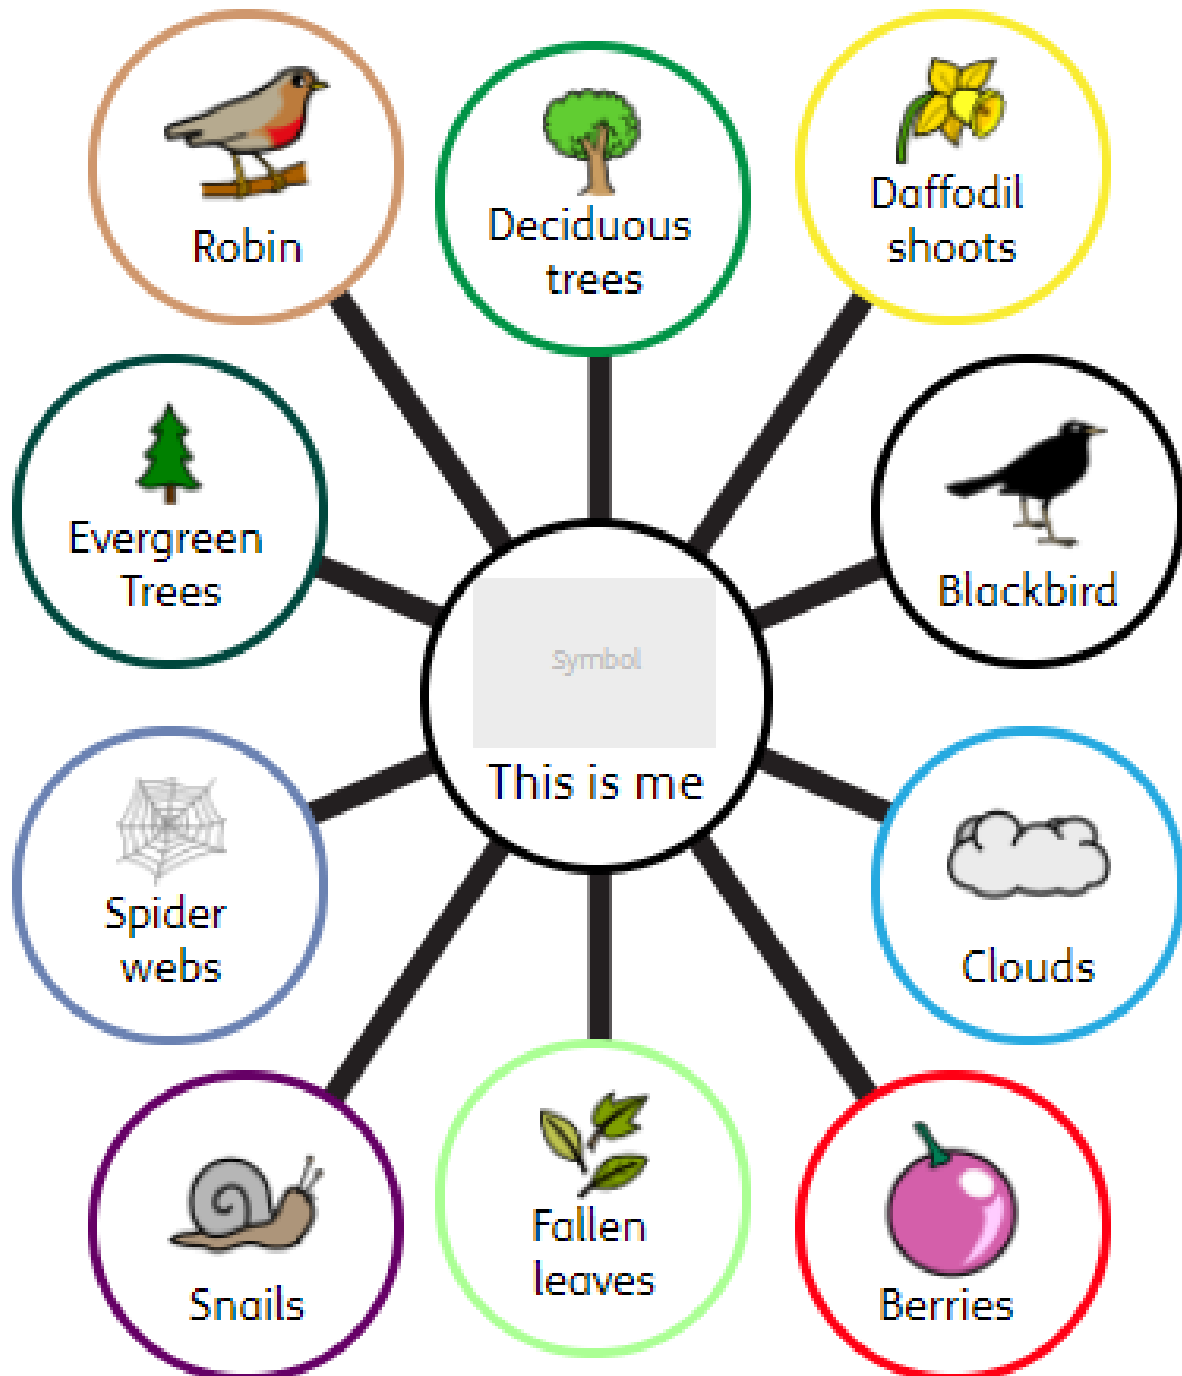 Robin
Deciduous
trees
Daffodil
shoots
Evergreen
Trees
Blackbird
Symbol
This is me
Spider
webs
Clouds
Snails
Fallen
leaves
Berries